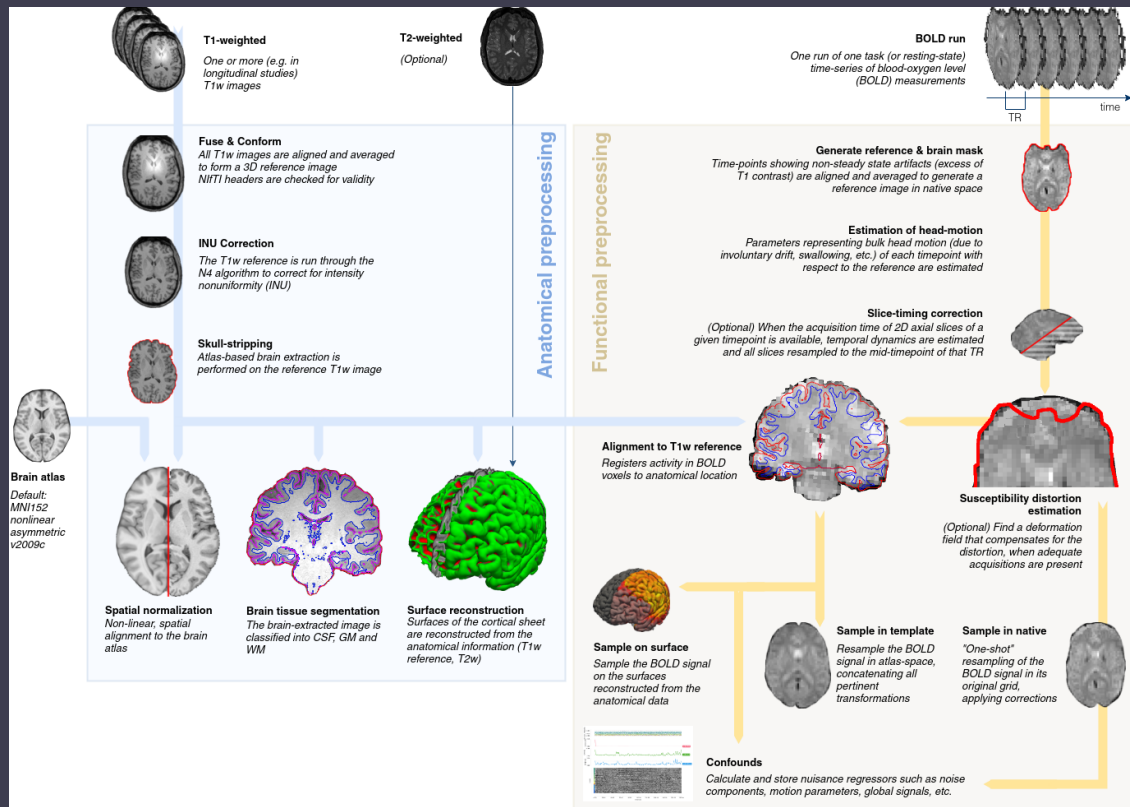 T1-weighted
One or more (e.g. in
longitudinal studies)
T1w images
T2-weighted
(Optional)
BOLD run
One run of one task (or resting-state)
time-series of blood-oxygen level
(BOLD) measurements
time
TR
Anatomical preprocessing
Fuse & Conform
All T1w images are aligned and averaged
to form a 3D reference image
NIfTI headers are checked for validity
INU Correction
The T1w reference is run through the
N4 algorithm to correct for intensity
nonuniformity (INU)
Skull-stripping
Atlas-based brain extraction is
performed on the reference T1w image
Brain atlas
Default:
MNI152
nonlinear
asymmetric
v2009c
Spatial normalization
Non-linear, spatial
alignment to the brain
atlas
Brain tissue segmentation
The brain-extracted image is
classified into CSF, GM and
WM
Surface reconstruction
Surfaces of the cortical sheet
are reconstructed from the
anatomical information (T1w
reference, T2w)
Functional preprocessing
Generate reference & brain mask
Time-points showing non-steady state artifacts (excess of
T1 contrast) are aligned and averaged to generate a
reference image in native space
Estimation of head-motion
Parameters representing bulk head motion (due to
involuntary drift, swallowing, etc.) of each timepoint with
respect to the reference are estimated
Slice-timing correction
(Optional) When the acquisition time of 2D axial slices of a
given timepoint is available, temporal dynamics are estimated
and all slices resampled to the mid-timepoint of that TR
Alignment to T1w reference
Registers activity in BOLD
voxels to anatomical location
Susceptibility distortion
estimation
(Optional) Find a deformation
field that compensates for the
distortion, when adequate
acquisitions are present
Sample on surface
Sample the BOLD signal
on the surfaces
reconstructed from the
anatomical data
Sample in template
Resample the BOLD
signal in atlas-space,
concatenating all
pertinent
transformations
Sample in native
"One-shot"
resampling of the
BOLD signal in its
original grid,
applying corrections
Confounds
Calculate and store nuisance regressors such as noise
components, motion parameters, global signals, etc.